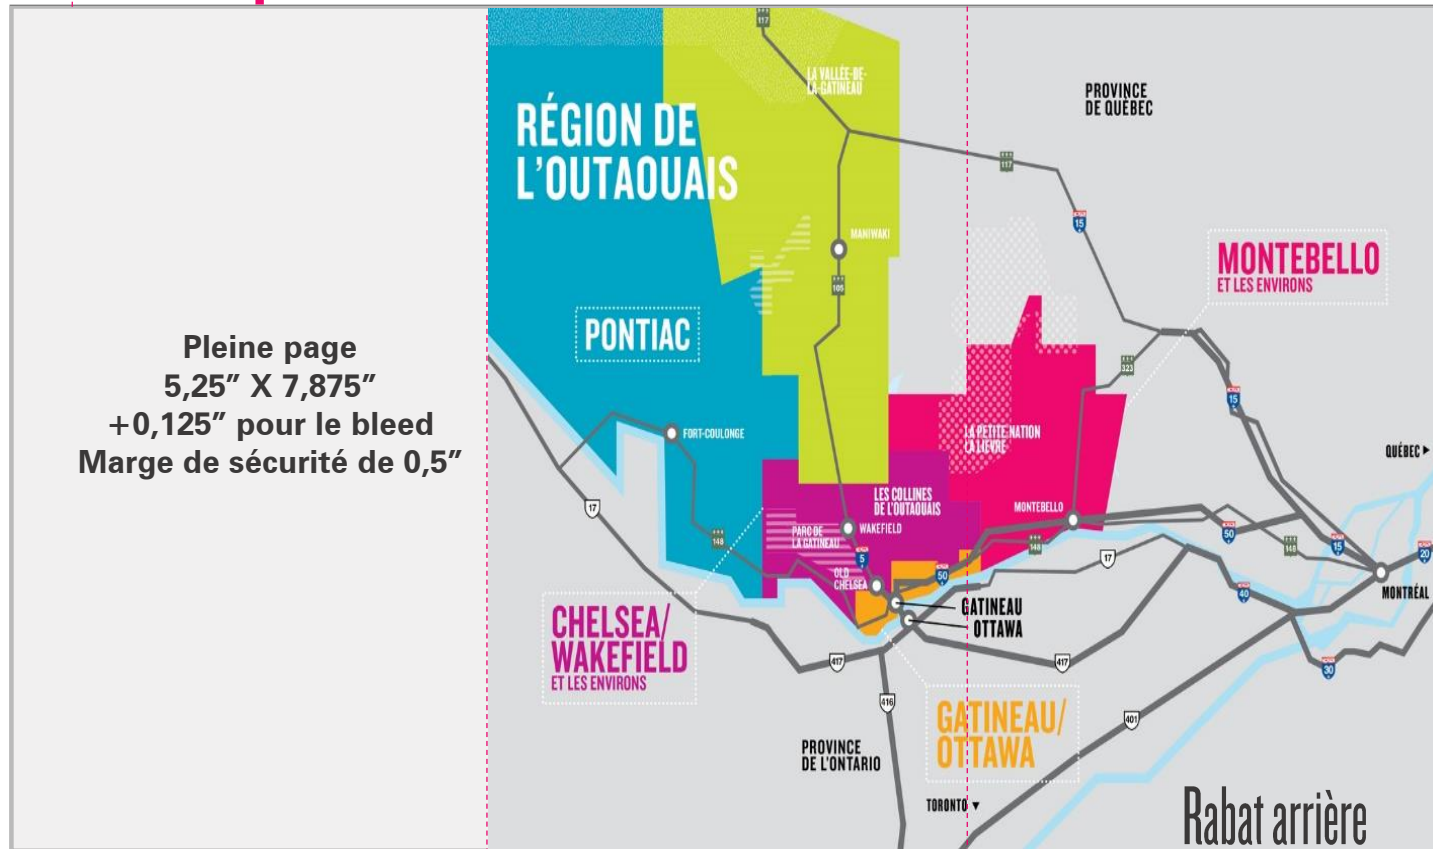 Pleine page
5,25” X 7,875”
+0,125” pour le bleed
Marge de sécurité de 0,5”
117
LA VALLÉE-DE-
LA-GATINEAU
PROVINCE
DE QUÉBEC
RÉGION DE
L’OUTAOUAIS
117
15
MANIWAKI
MONTEBELLO
ET LES ENVIRONS
105
PONTIAC
323
15
FORT-COULONGE
LA PETITE NATION
LA LIEVRE
QUÉBEC
17
LES COLLINES
DE L’OUTAOUAIS
MONTEBELLO
WAKEFIELD
PARC DE
LA GATINEAU
148
148
50
15
148
20
5
17
OLD
CHELSEA
50
40
MONTRÉAL
GATINEAU
OTTAWA
CHELSEA/
WAKEFIELD
ET LES ENVIRONS
417
417
30
416
GATINEAU/
OTTAWA
401
PROVINCE
DE L’ONTARIO
TORONTO
Rabat arrière